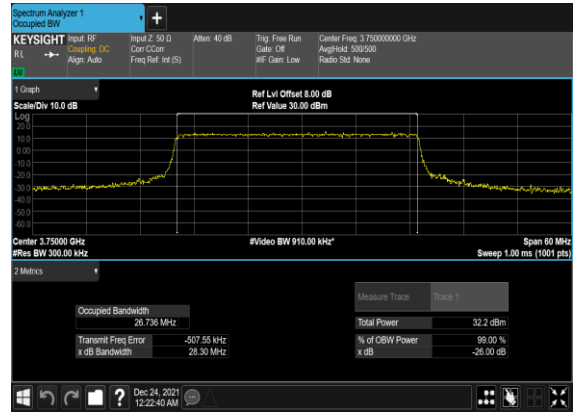 Spectrum Analyzer 1
Occupied BW
+
KEYSIGHT Input: RF Input Z: 50 Ω Atten: 40 dB Trig: Free Run Center Freq: 3.750000000 GHz
RL Coupling: DC Corr CCorr Gate: Off Avg|Hold: 500/500
Align: Auto Freq Ref: Int (S) #IF Gain: Low Radio Std: None
1 Graph Ref Lvl Offset 8.00 dB
Scale/Div 10.0 dB Ref Value 30.00 dBm
Log
20.0
10.0
0.00
-10.0
-20.0
-30.0
-40.0
-50.0
-60.0
Center 3.75000 GHz #Video BW 910.00 kHz* Span 60 MHz
#Res BW 300.00 kHz Sweep 1.00 ms (1001 pts)
2 Metrics
Measure Trace Trace 1
Occupied Bandwidth
26.736 MHz Total Power 32.2 dBm
Transmit Freq Error -507.55 kHz % of OBW Power 99.00 %
x dB Bandwidth 28.30 MHz x dB -26.00 dB
? Dec 24, 2021
12:22:40 AM